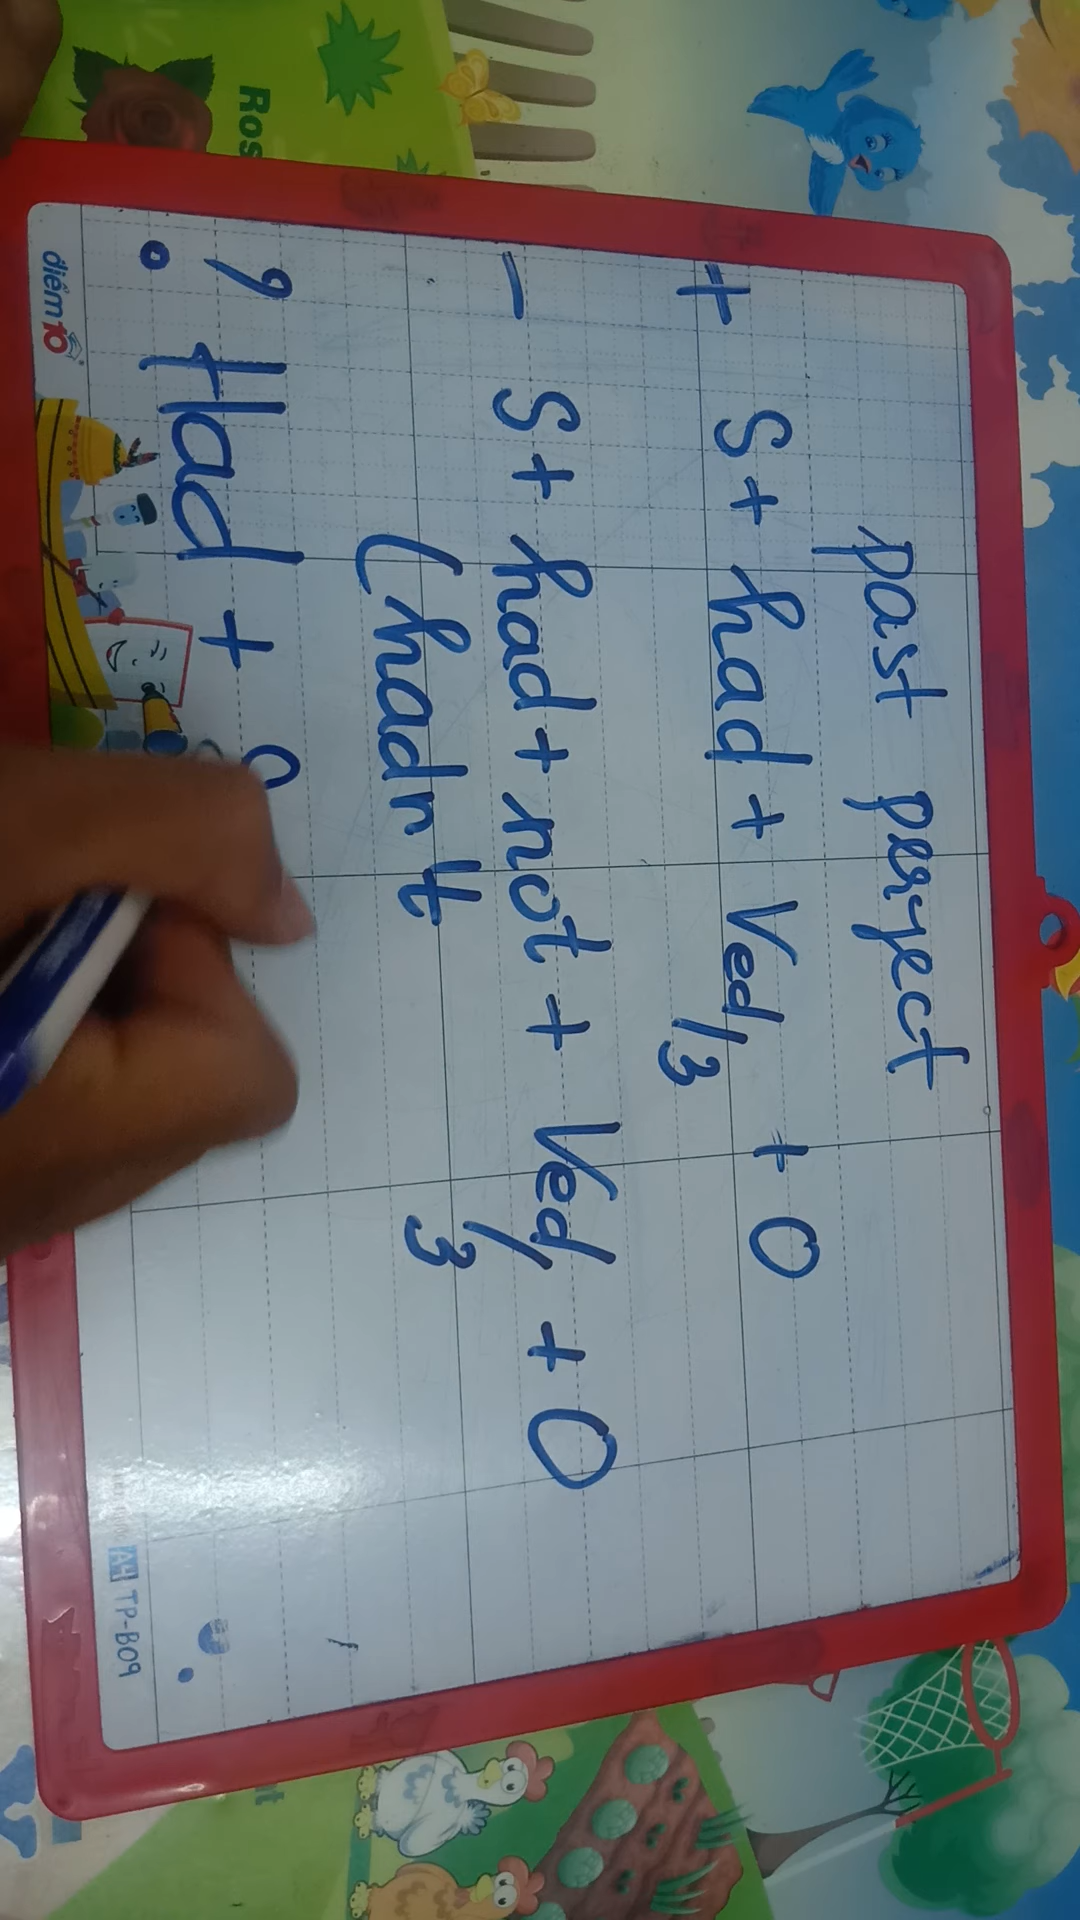 past perfect
+ S + had + Ved/3 + O
- S + had + not + Ved/3 + O
(hadn't
? Had + S
điểm 10
TP-B09
Ros